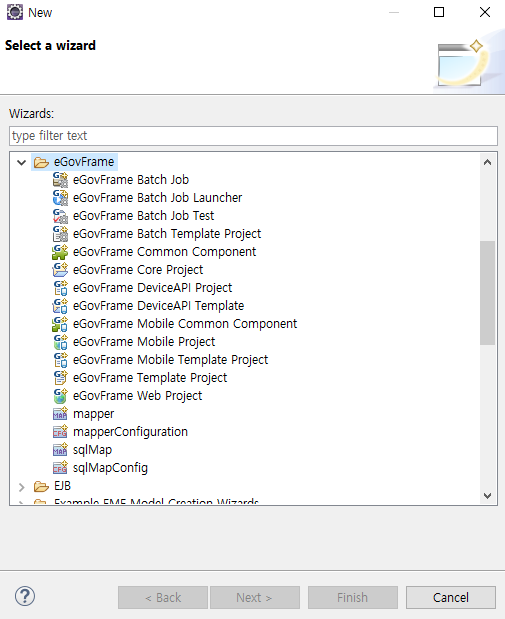 New
Select a wizard
Wizards:
type filter text
eGovFrame
eGovFrame Batch Job
eGovFrame Batch Job Launcher
eGovFrame Batch Job Test
eGovFrame Batch Template Project
eGovFrame Common Component
eGovFrame Core Project
eGovFrame DeviceAPI Project
eGovFrame DeviceAPI Template
eGovFrame Mobile Common Component
eGovFrame Mobile Project
eGovFrame Mobile Template Project
eGovFrame Template Project
eGovFrame Web Project
mapper
mapperConfiguration
sqlMap
sqlMapConfig
EJB
Example EMF Model Creation Wizards
< Back Next > Finish Cancel